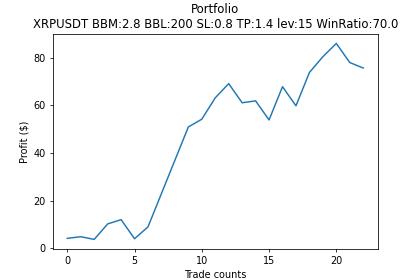 Portfolio
XRPUSDT BBM:2.8 BBL:200 SL:0.8 TP:1.4 lev:15 WinRatio:70.0
80
60
40
20
0
Profit ($)
0 5 10 15 20
Trade counts